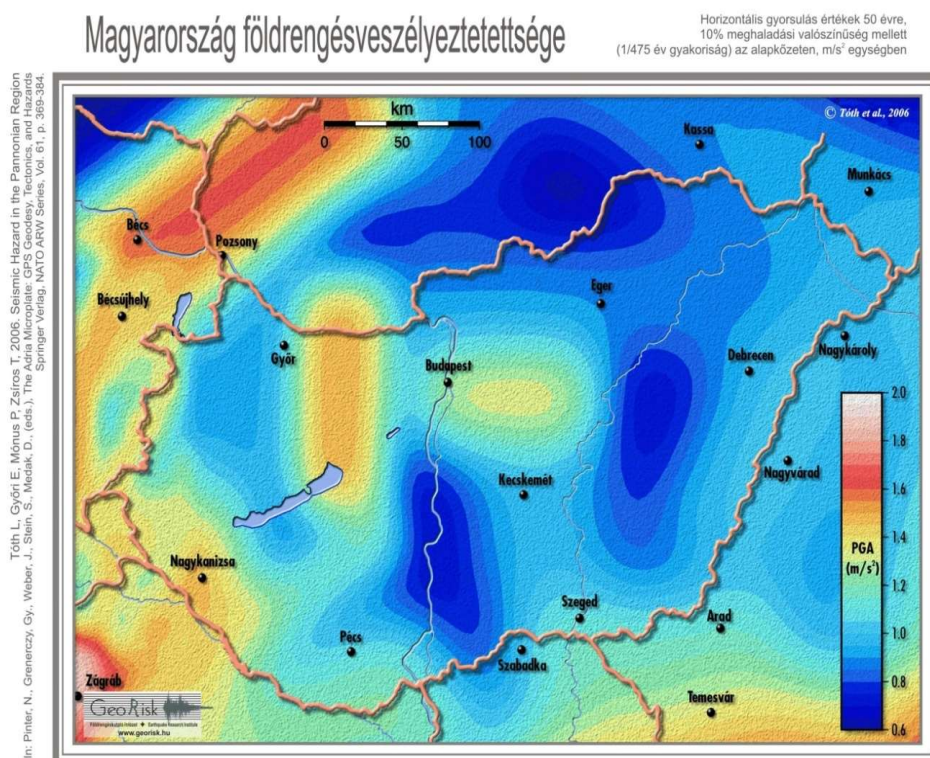 Magyarország földrengésveszélyeztetettsége
Horizontális gyorsulás értékek 50 évre,
10% meghaladási valószínűség mellett
(1/475 év gyakoriság) az alapkőzeten, m/s² egységben
Tóth L, Győri E, Mónus P, Zsíros T, 2006. Seismic Hazard in the Pannonian Region
In: Pinter, N., Grenerczy, Gy., Weber, J., Stein, S., Medak, D., (eds.), The Adria Microplate: GPS Geodesy, Tectonics, and Hazards
Springer Verlag, NATO ARW Series, Vol. 61, p. 369-384.
km
0 50 100
© Tóth et al., 2006
Kassa
Munkács
Bécs
Pozsony
Bécsújhely
Eger
Győr
Budapest
Debrecen
Nagykároly
Kecskemét
Nagyvárad
Nagykanizsa
Szeged
Arad
Pécs
Szabadka
Zágráb
Temesvár
PGA
(m/s²)
2.0
1.8
1.6
1.4
1.2
1.0
0.8
0.6
GeoRisk
Földrengéskutató Intézet Earthquake Research Institute
www.georisk.hu